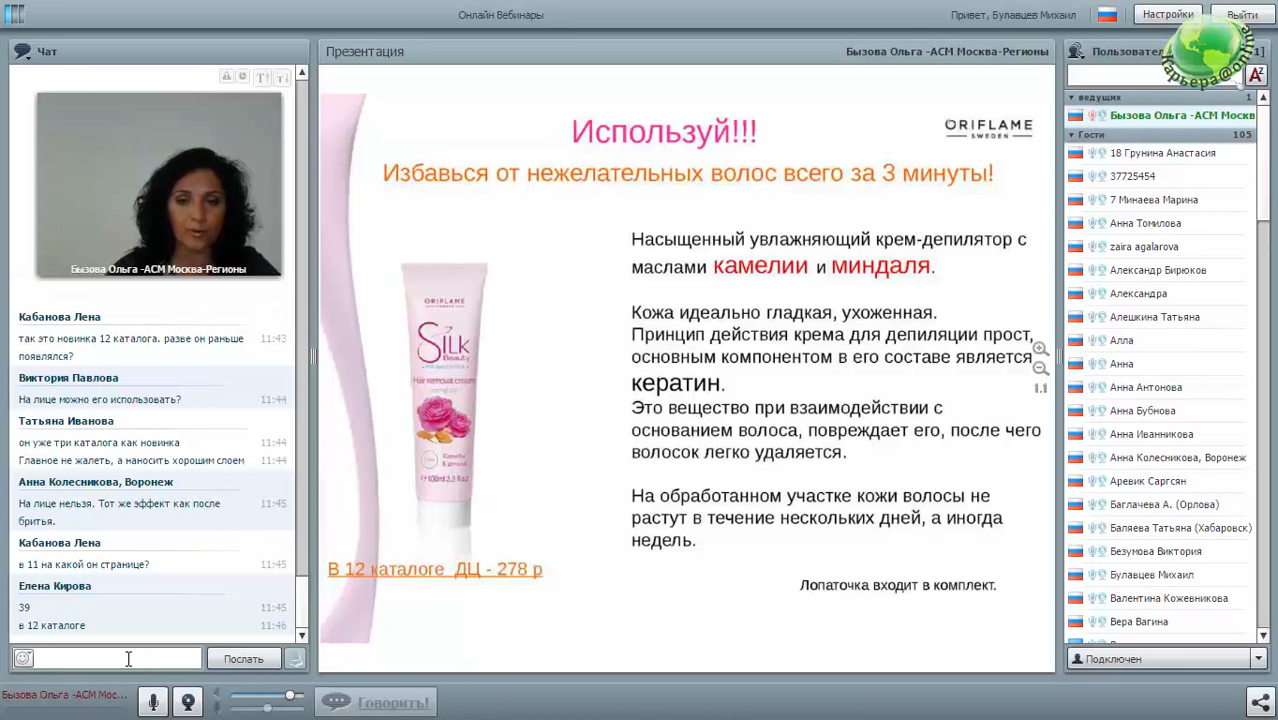 Онлайн Вебинары
Привет, Булавцев Михаил
Настройки
Выйти
Карьера@online
Чат
Бызова Ольга -АСМ Москва-Регионы
Кабанова Лена
так это новинка 12 каталога. разве он раньше
появлялся?
11:43
Виктория Павлова
На лице можно его использовать?
11:44
Татьяна Иванова
он уже три каталога как новинка
11:44
Главное не жалеть, а наносить хорошим слоем
11:44
Анна Колесникова, Воронеж
На лице нельзя. Тот же эффект как после
бритья.
11:45
Кабанова Лена
в 11 на какой он странице?
11:45
Елена Кирова
39
11:45
в 12 каталоге
11:46
Послать
Бызова Ольга -АСМ Мос...
Говорить!
Презентация
Бызова Ольга -АСМ Москва-Регионы
Используй!!!
ORIFLAME
SWEDEN
Избавься от нежелательных волос всего за 3 минуты!
Насыщенный увлажняющий крем-депилятор с
маслами камелии и миндаля.
Кожа идеально гладкая, ухоженная.
Принцип действия крема для депиляции прост,
основным компонентом в его составе является
кератин.
Это вещество при взаимодействии с
основанием волоса, повреждает его, после чего
волосок легко удаляется.
На обработанном участке кожи волосы не
растут в течение нескольких дней, а иногда
недель.
Лопаточка входит в комплект.
ORIFLAME
Silk
Beauty
Hair removal cream
В 12 каталоге ДЦ - 278 р
1.1
ведущих
1
Бызова Ольга -АСМ Москв
Гости
105
18 Грунина Анастасия
37725454
7 Минаева Марина
Анна Томилова
zaira agalarova
Александр Бирюков
Александра
Алешкина Татьяна
Алла
Анна
Анна Антонова
Анна Бубнова
Анна Иванникова
Анна Колесникова, Воронеж
Аревик Саргсян
Баглачева А. (Орлова)
Баляева Татьяна (Хабаровск)
Безумова Виктория
Булавцев Михаил
Валентина Кожевникова
Вера Вагина
Подключен